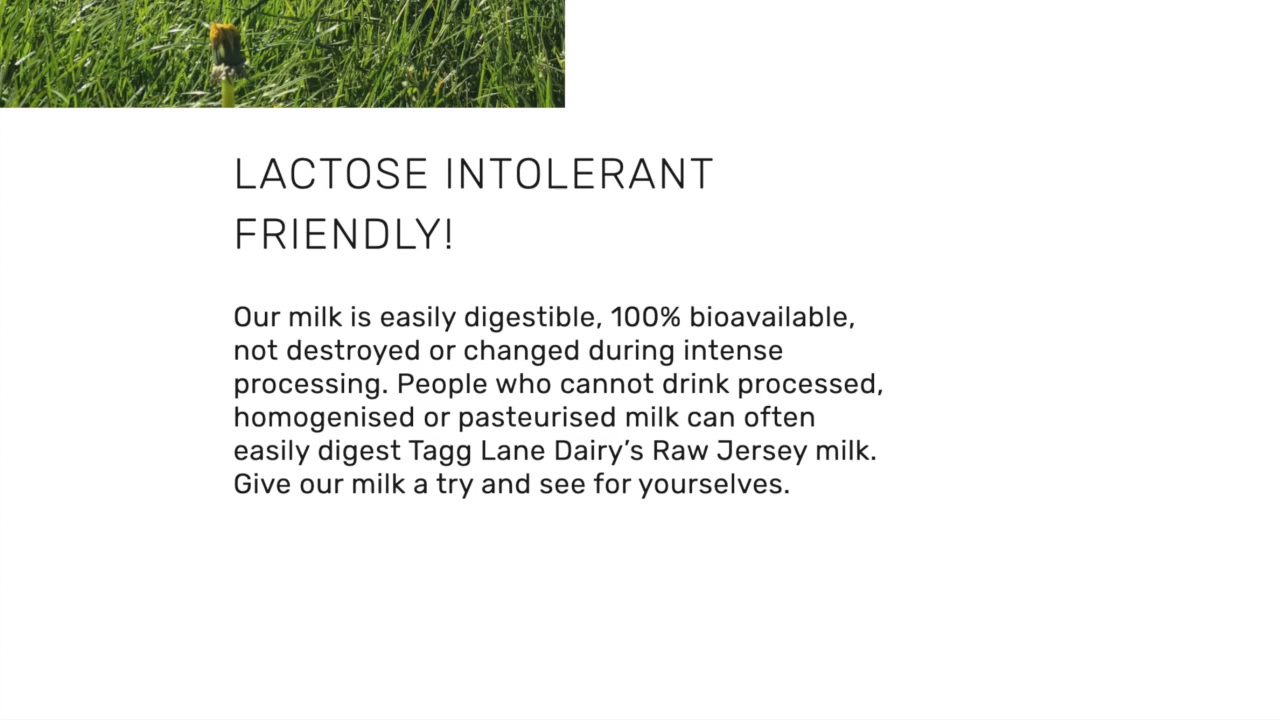 LACTOSE INTOLERANT
FRIENDLY!
Our milk is easily digestible, 100% bioavailable,
not destroyed or changed during intense
processing. People who cannot drink processed,
homogenised or pasteurised milk can often
easily digest Tagg Lane Dairy’s Raw Jersey milk.
Give our milk a try and see for yourselves.